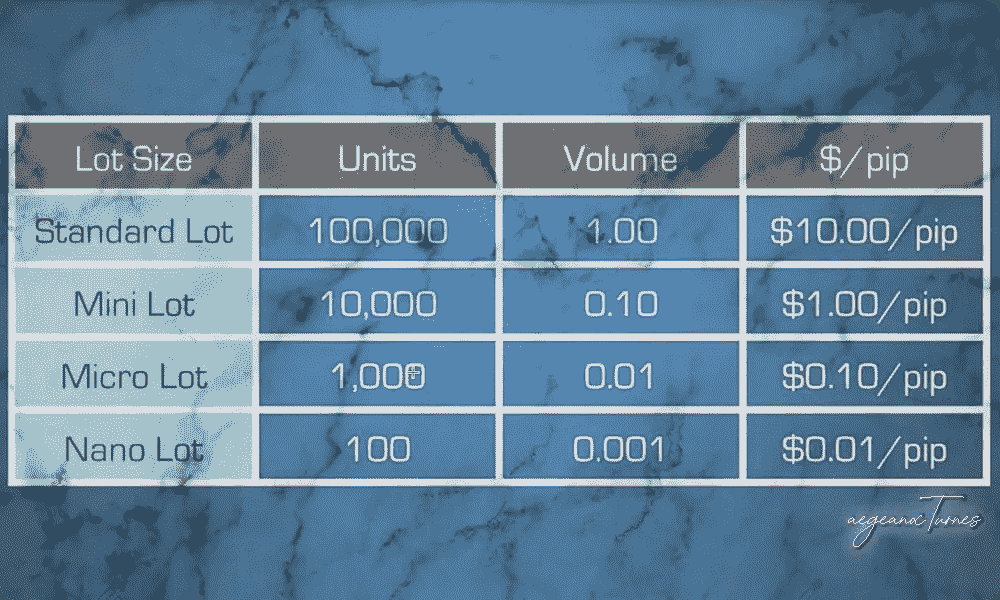 Lot Size Units Volume $/pip
Standard Lot 100,000 1.00 $10.00/pip
Mini Lot 10,000 0.10 $1.00/pip
Micro Lot 1,000 0.01 $0.10/pip
Nano Lot 100 0.001 $0.01/pip